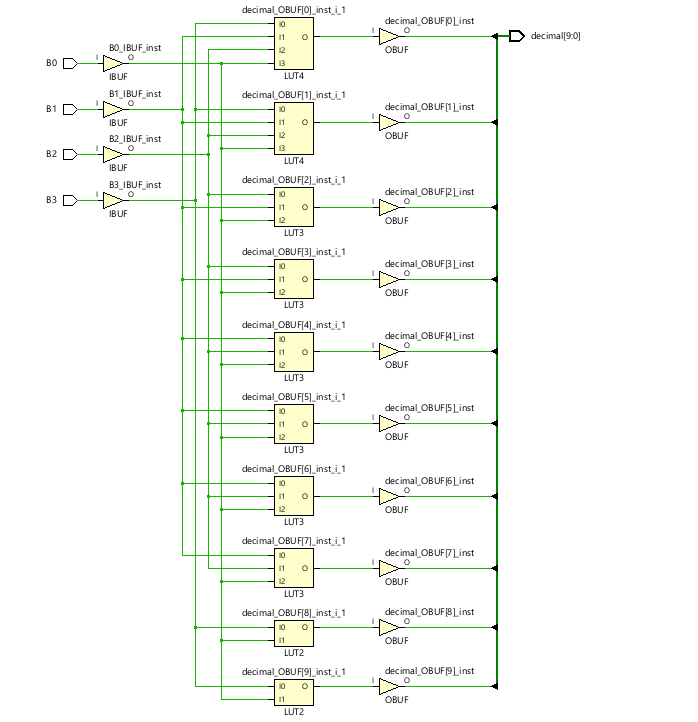 decimal_OBUF[0]_inst_i_1
I0
I1
I2
I3
O
LUT4
decimal_OBUF[0]_inst
I
O
OBUF
decimal[9:0]
B0
B0_IBUF_inst
I
O
IBUF
B1
B1_IBUF_inst
I
O
IBUF
B2
B2_IBUF_inst
I
O
IBUF
B3
B3_IBUF_inst
I
O
IBUF
decimal_OBUF[1]_inst_i_1
I0
I1
I2
I3
O
LUT4
decimal_OBUF[1]_inst
I
O
OBUF
decimal_OBUF[2]_inst_i_1
I0
I1
I2
O
LUT3
decimal_OBUF[2]_inst
I
O
OBUF
decimal_OBUF[3]_inst_i_1
I0
I1
I2
O
LUT3
decimal_OBUF[3]_inst
I
O
OBUF
decimal_OBUF[4]_inst_i_1
I0
I1
I2
O
LUT3
decimal_OBUF[4]_inst
I
O
OBUF
decimal_OBUF[5]_inst_i_1
I0
I1
I2
O
LUT3
decimal_OBUF[5]_inst
I
O
OBUF
decimal_OBUF[6]_inst_i_1
I0
I1
I2
O
LUT3
decimal_OBUF[6]_inst
I
O
OBUF
decimal_OBUF[7]_inst_i_1
I0
I1
I2
O
LUT3
decimal_OBUF[7]_inst
I
O
OBUF
decimal_OBUF[8]_inst_i_1
I0
I1
O
LUT2
decimal_OBUF[8]_inst
I
O
OBUF
decimal_OBUF[9]_inst_i_1
I0
I1
O
LUT2
decimal_OBUF[9]_inst
I
O
OBUF